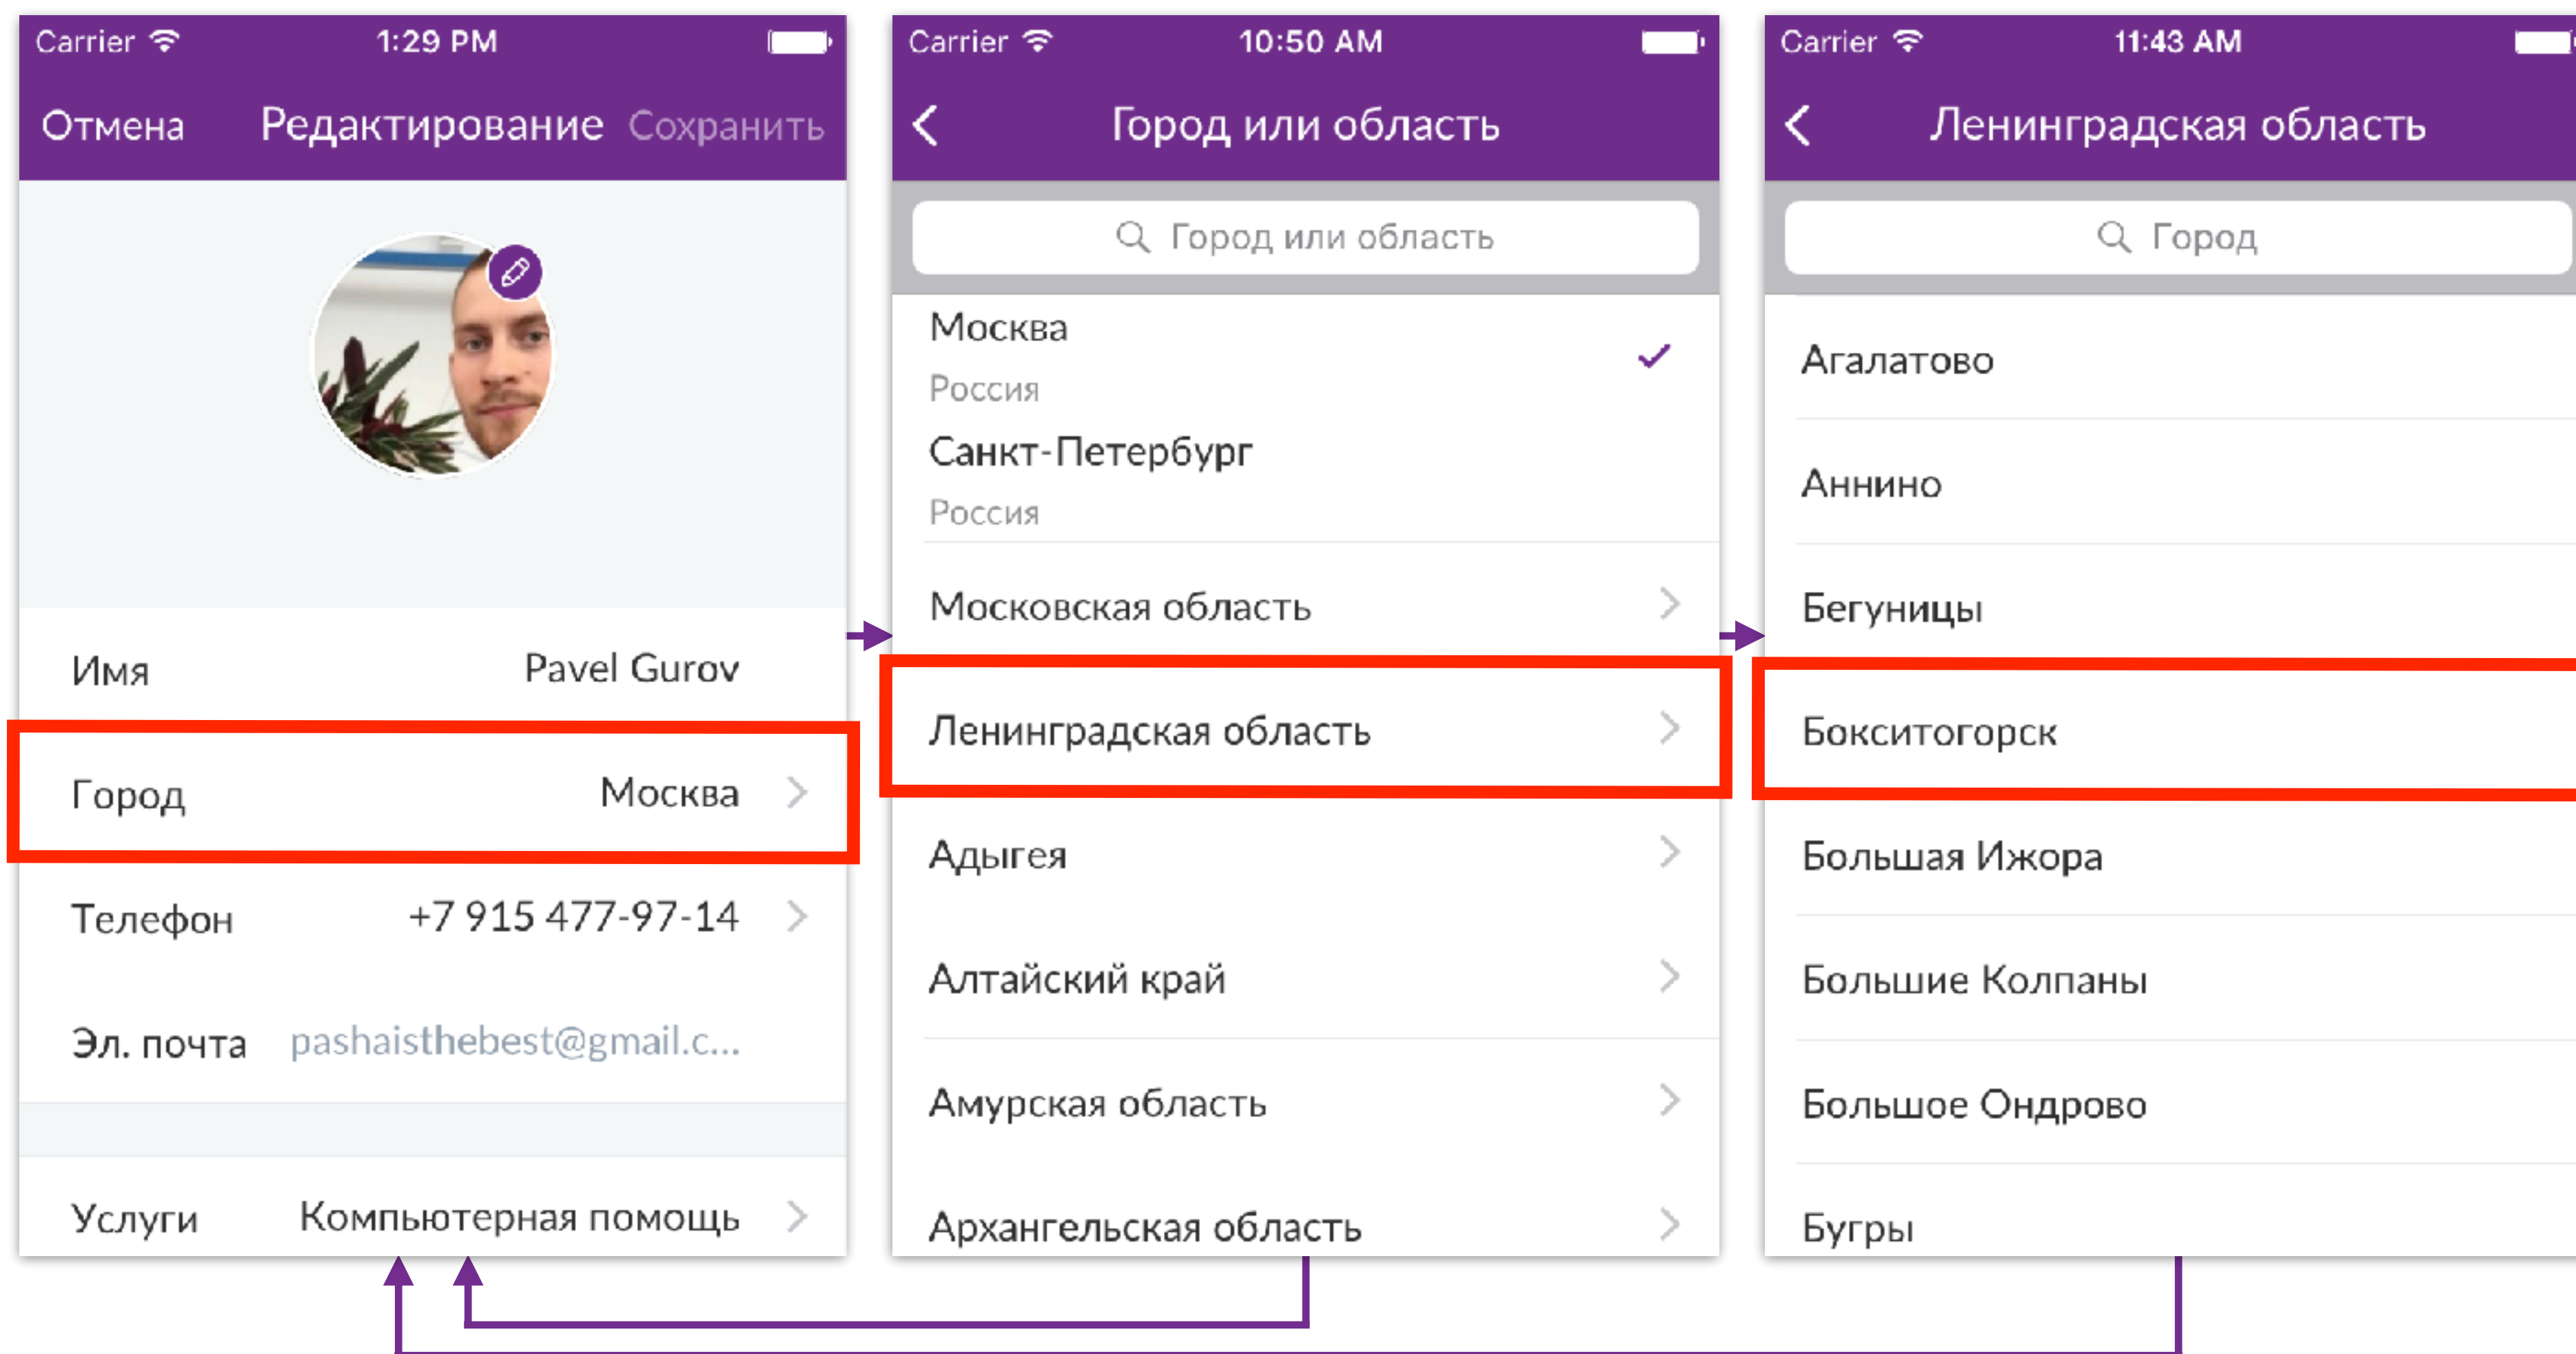 Carrier 1:29 PM
Отмена Редактирование Сохранить
Имя Pavel Gurov
Город Москва
Телефон +7 915 477-97-14
Эл. почта pashaisthebest@gmail.c...
Услуги Компьютерная помощь
Carrier 10:50 AM
Город или область
Город или область
Москва
Россия
Санкт-Петербург
Россия
Московская область
Ленинградская область
Адыгея
Алтайский край
Амурская область
Архангельская область
Carrier 11:43 AM
Ленинградская область
Город
Агалатово
Аннино
Бегуницы
Бокситогорск
Большая Ижора
Большие Колпаны
Большое Ондрово
Бугры